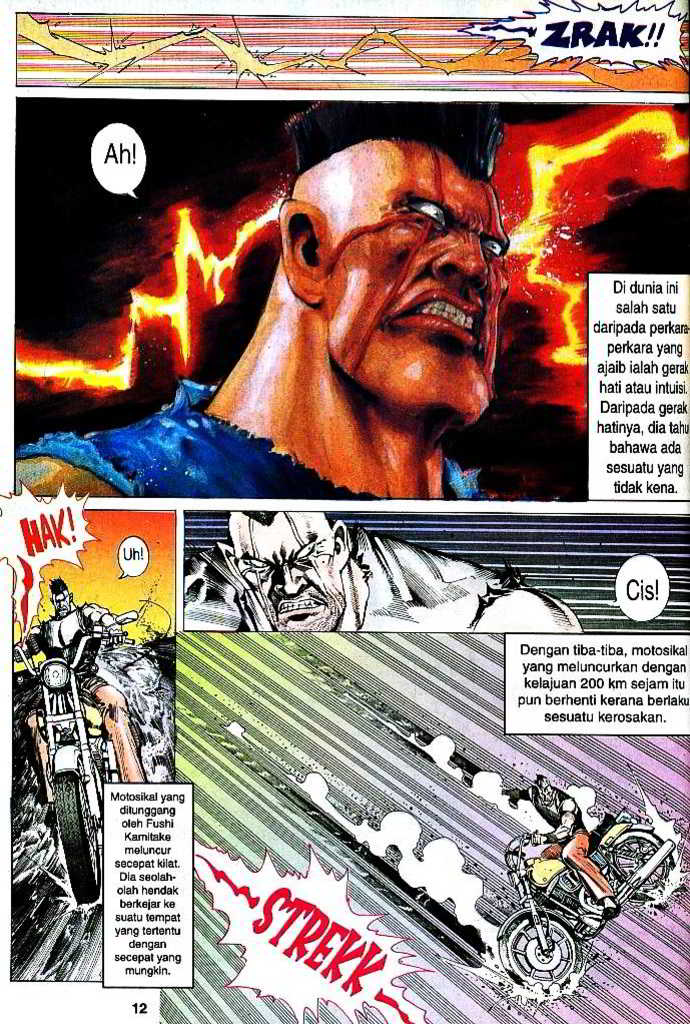 ZRAK!!
Ah!
Di dunia ini
salah satu
daripada perkara-
perkara yang
ajaib ialah gerak
hati atau intuisi.
Daripada gerak
hatinya, dia tahu
bahawa ada
sesuatu yang
tidak kena.
HAK!
Uh!
Cis!
Motosikal yang
ditunggang
oleh Fushi
Kamitake
meluncur
secepat kilat.
Dia seolah-
olah hendak
berkejar ke
suatu tempat
yang tertentu
dengan
secepat yang
mungkin.
Dengan tiba-tiba, motosikal
yang meluncurkan dengan
kelajuan 200 km sejam itu
pun berhenti kerana berlaku
sesuatu kerosakan.
STREKK
12